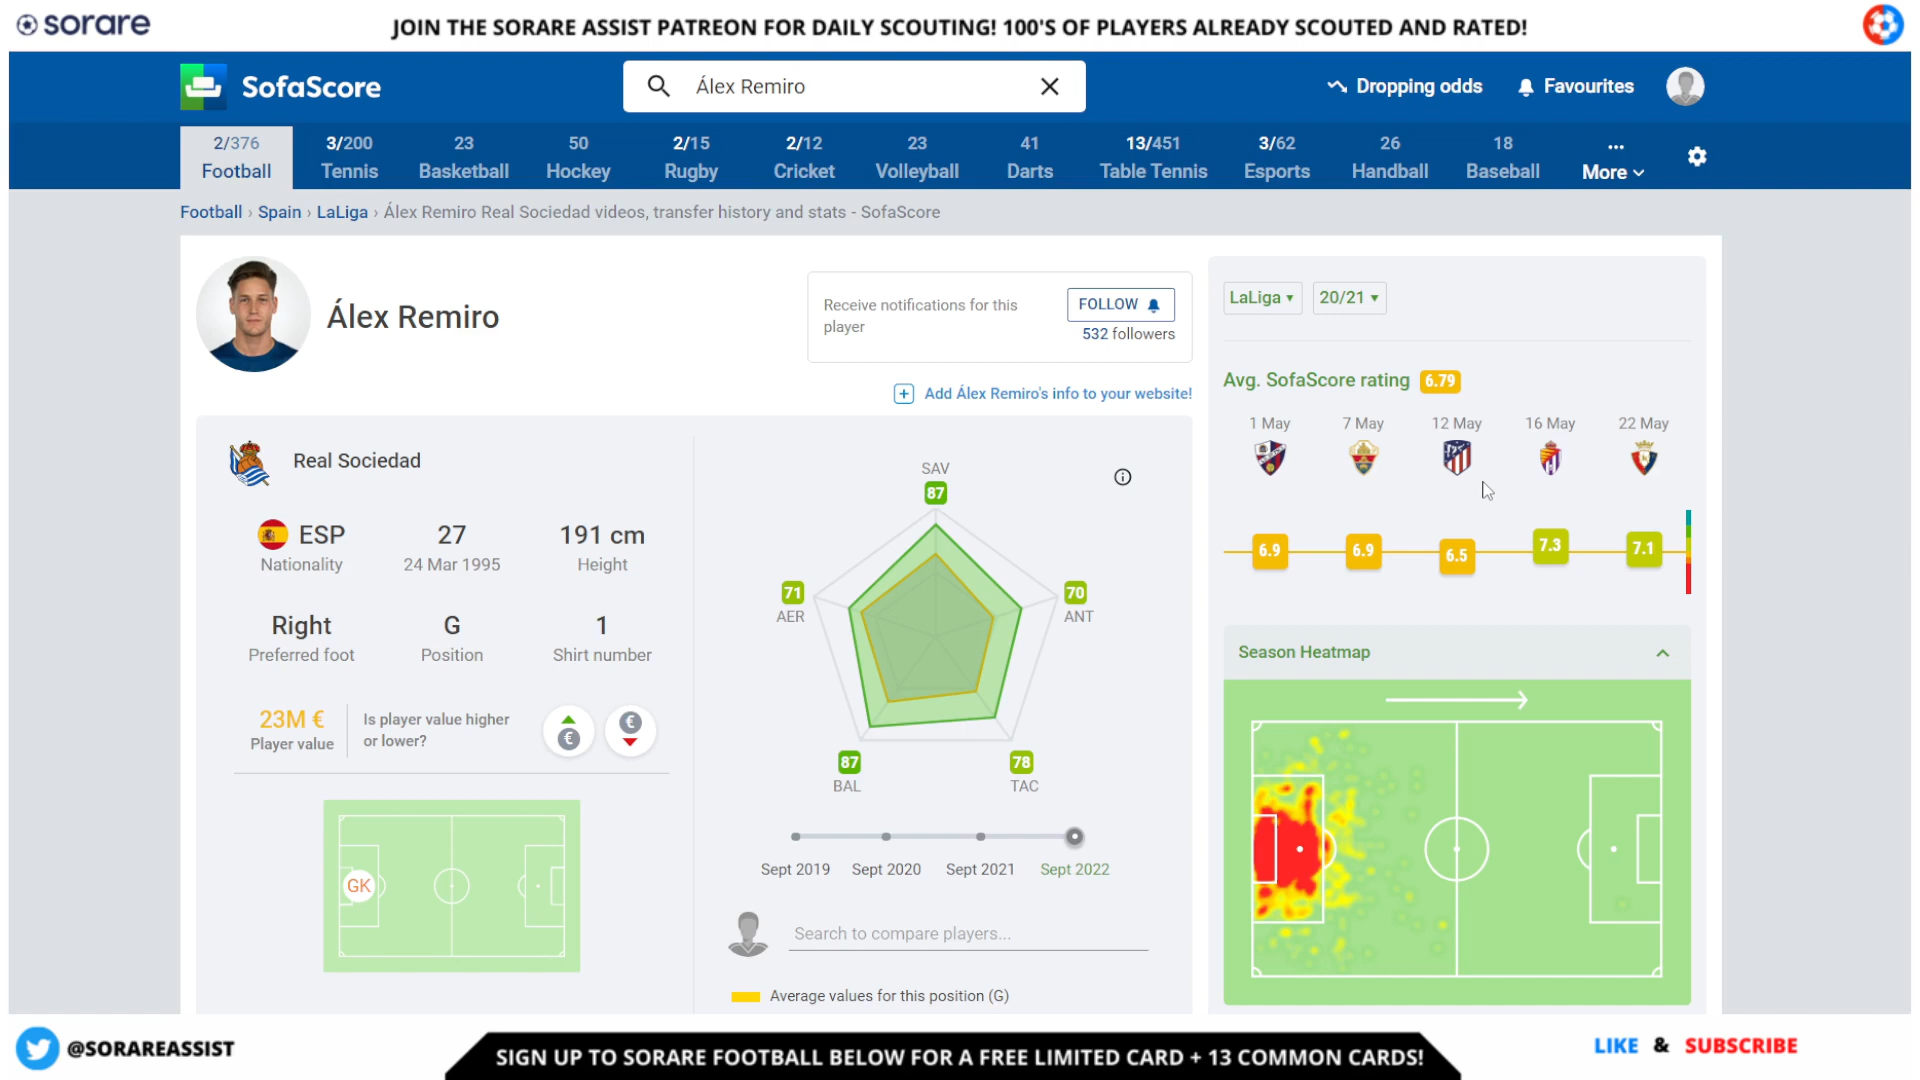 sorare
JOIN THE SORARE ASSIST PATREON FOR DAILY SCOUTING! 100'S OF PLAYERS ALREADY SCOUTED AND RATED!
SofaScore
Álex Remiro
Dropping odds
Favourites
2/376 3/200 23 50 2/15 2/12 23 41 13/451 3/62 26 18 ...
Football Tennis Basketball Hockey Rugby Cricket Volleyball Darts Table Tennis Esports Handball Baseball More
Football › Spain › LaLiga › Álex Remiro Real Sociedad videos, transfer history and stats - SofaScore
Álex Remiro
Receive notifications for this
player
FOLLOW
532 followers
Add Álex Remiro's info to your website!
Real Sociedad
ESP 27 191 cm
Nationality 24 Mar 1995 Height
Right G 1
Preferred foot Position Shirt number
23M €
Player value
Is player value higher
or lower?
€ €
GK
SAV
87
71
AER
70
ANT
87
BAL
78
TAC
Sept 2019 Sept 2020 Sept 2021 Sept 2022
Search to compare players...
Average values for this position (G)
LaLiga 20/21
Avg. SofaScore rating 6.79
1 May 7 May 12 May 16 May 22 May
6.9 6.9 6.5 7.3 7.1
Season Heatmap
@SORAREASSIST
SIGN UP TO SORARE FOOTBALL BELOW FOR A FREE LIMITED CARD + 13 COMMON CARDS!
LIKE & SUBSCRIBE